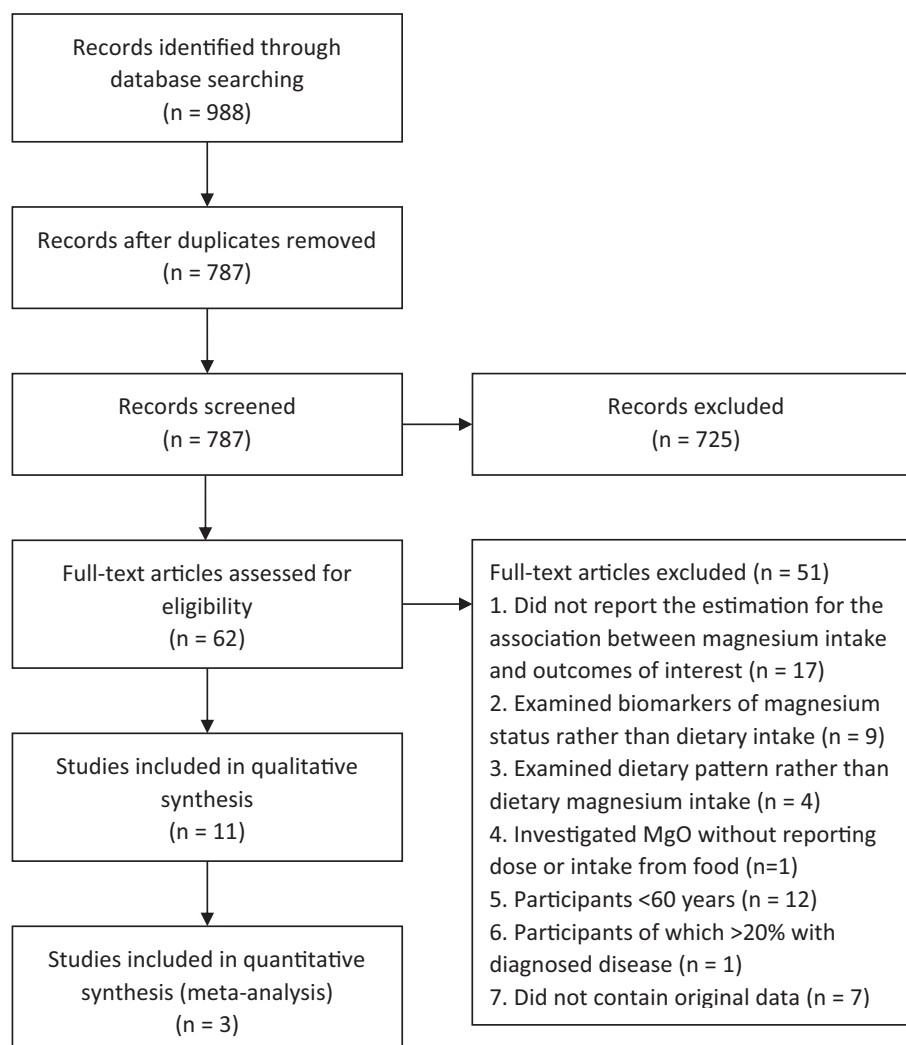 Records identified through
database searching
(n = 988)
Records after duplicates removed
(n = 787)
Records screened
(n = 787)
Records excluded
(n = 725)
Full-text articles assessed for
eligibility
(n = 62)
Full-text articles excluded (n = 51)
1. Did not report the estimation for the
association between magnesium intake
and outcomes of interest (n = 17)
2. Examined biomarkers of magnesium
status rather than dietary intake (n = 9)
3. Examined dietary pattern rather than
dietary magnesium intake (n = 4)
4. Investigated MgO without reporting
dose or intake from food (n=1)
5. Participants <60 years (n = 12)
6. Participants of which >20% with
diagnosed disease (n = 1)
7. Did not contain original data (n = 7)
Studies included in qualitative
synthesis
(n = 11)
Studies included in quantitative
synthesis (meta-analysis)
(n = 3)